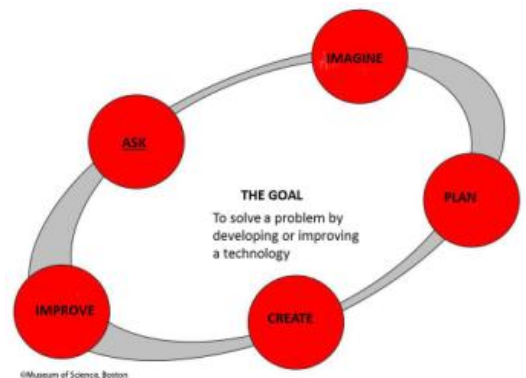 IMAGINE
ASK
PLAN
THE GOAL
To solve a problem by
developing or improving
a technology
IMPROVE
CREATE
©Museum of Science, Boston